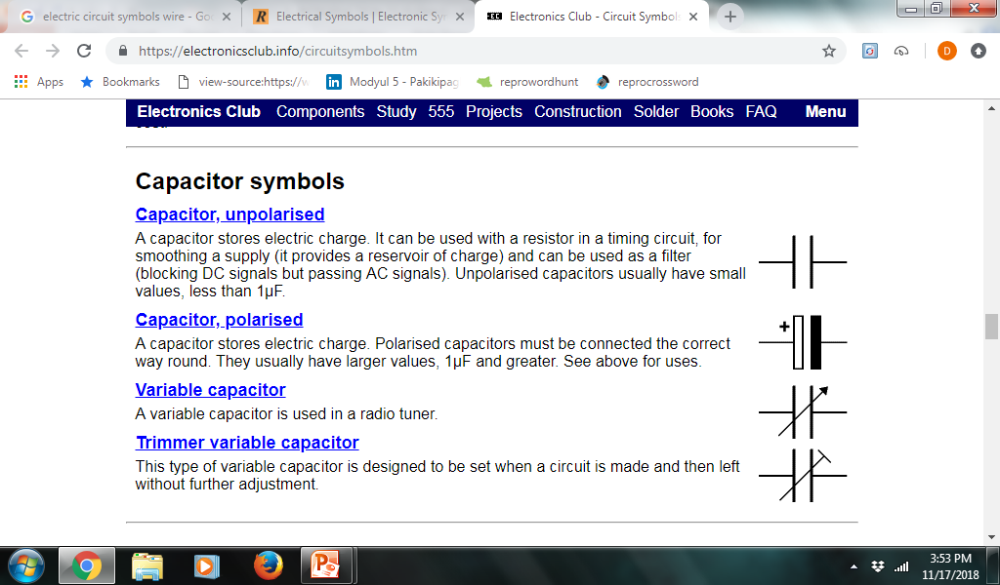 electric circuit symbols wire - Go
Electrical Symbols | Electronic Sy
EC
Electronics Club - Circuit Symbols
https://electronicsclub.info/circuitsymbols.htm
D
Apps
Bookmarks
view-source:https://w
in
Modyul 5 - Pakikipag
reprowordhunt
reprocrossword
Electronics Club Components Study 555 Projects Construction Solder Books FAQ Menu
Capacitor symbols
Capacitor, unpolarised
A capacitor stores electric charge. It can be used with a resistor in a timing circuit, for
smoothing a supply (it provides a reservoir of charge) and can be used as a filter
(blocking DC signals but passing AC signals). Unpolarised capacitors usually have small
values, less than 1µF.
Capacitor, polarised
A capacitor stores electric charge. Polarised capacitors must be connected the correct
way round. They usually have larger values, 1µF and greater. See above for uses.
+
Variable capacitor
A variable capacitor is used in a radio tuner.
Trimmer variable capacitor
This type of variable capacitor is designed to be set when a circuit is made and then left
without further adjustment.
3:53 PM
11/17/2018